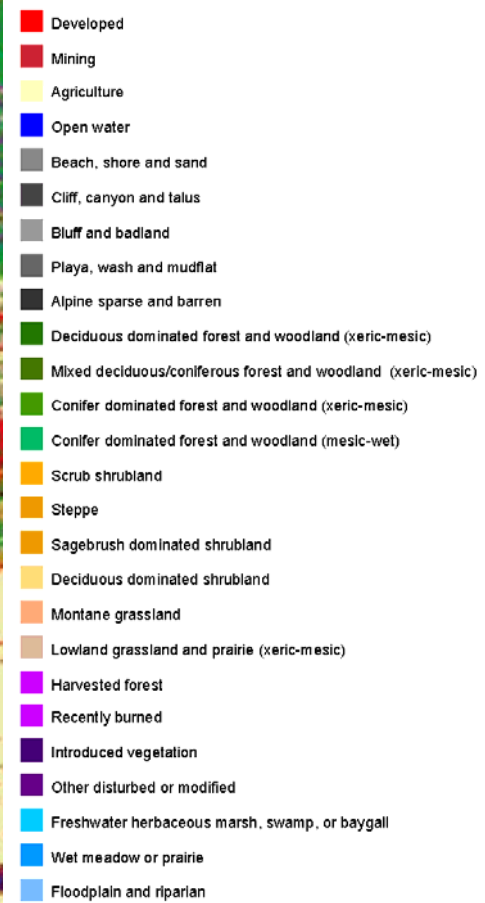 Developed
Mining
Agriculture
Open water
Beach, shore and sand
Cliff, canyon and talus
Bluff and badland
Playa, wash and mudflat
Alpine sparse and barren
Deciduous dominated forest and woodland (xeric-mesic)
Mixed deciduous/coniferous forest and woodland (xeric-mesic)
Conifer dominated forest and woodland (xeric-mesic)
Conifer dominated forest and woodland (mesic-wet)
Scrub shrubland
Steppe
Sagebrush dominated shrubland
Deciduous dominated shrubland
Montane grassland
Lowland grassland and prairie (xeric-mesic)
Harvested forest
Recently burned
Introduced vegetation
Other disturbed or modified
Freshwater herbaceous marsh, swamp, or baygall
Wet meadow or prairie
Floodplain and riparian